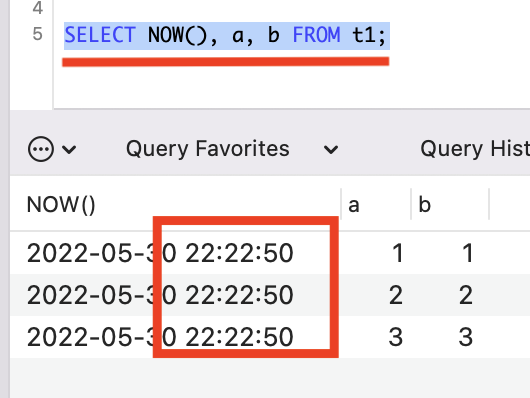 4
5 SELECT NOW(), a, b FROM t1;
Query Favorites Query Hist
NOW() a b
2022-05-30 22:22:50 1 1
2022-05-30 22:22:50 2 2
2022-05-30 22:22:50 3 3